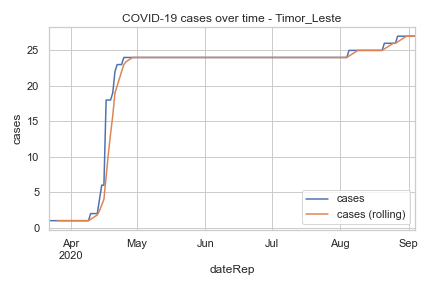 COVID-19 cases over time - Timor_Leste
cases
25
20
15
10
5
0
cases
cases (rolling)
Apr May Jun Jul Aug Sep
2020
dateRep